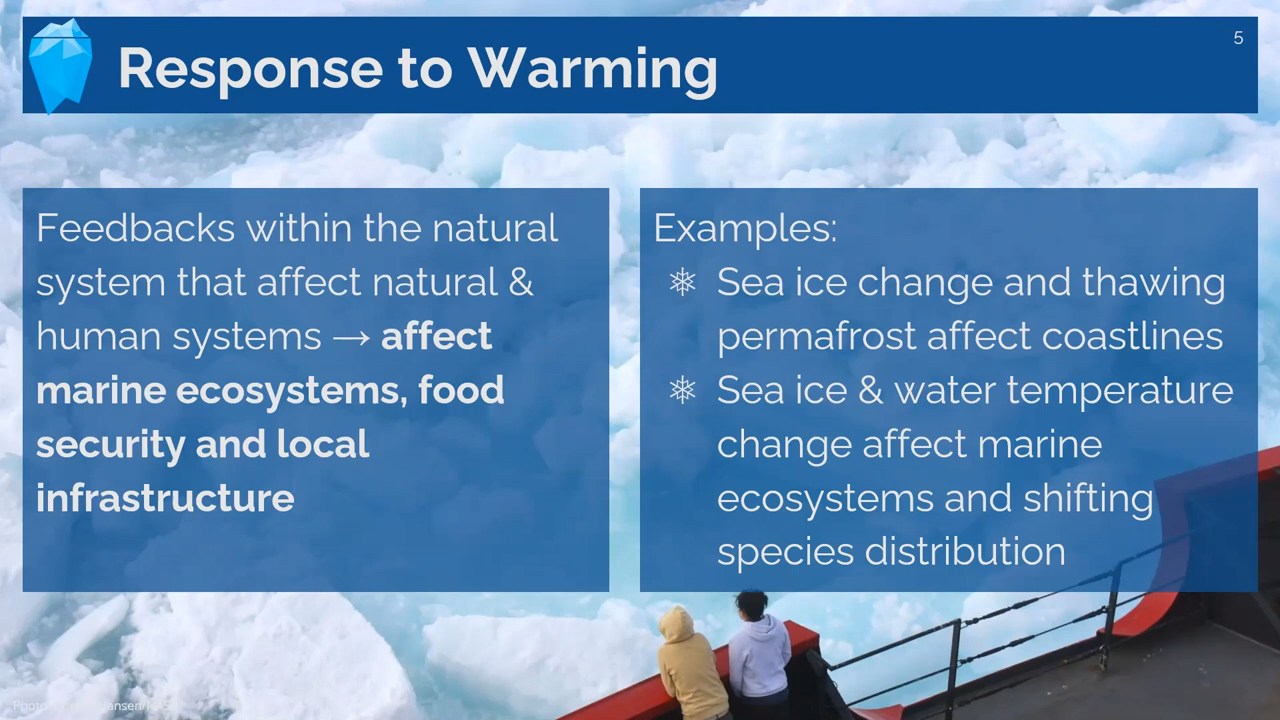 5
Response to Warming
Feedbacks within the natural
system that affect natural &
human systems → affect
marine ecosystems, food
security and local
infrastructure
Examples:
Sea ice change and thawing
permafrost affect coastlines
Sea ice & water temperature
change affect marine
ecosystems and shifting
species distribution